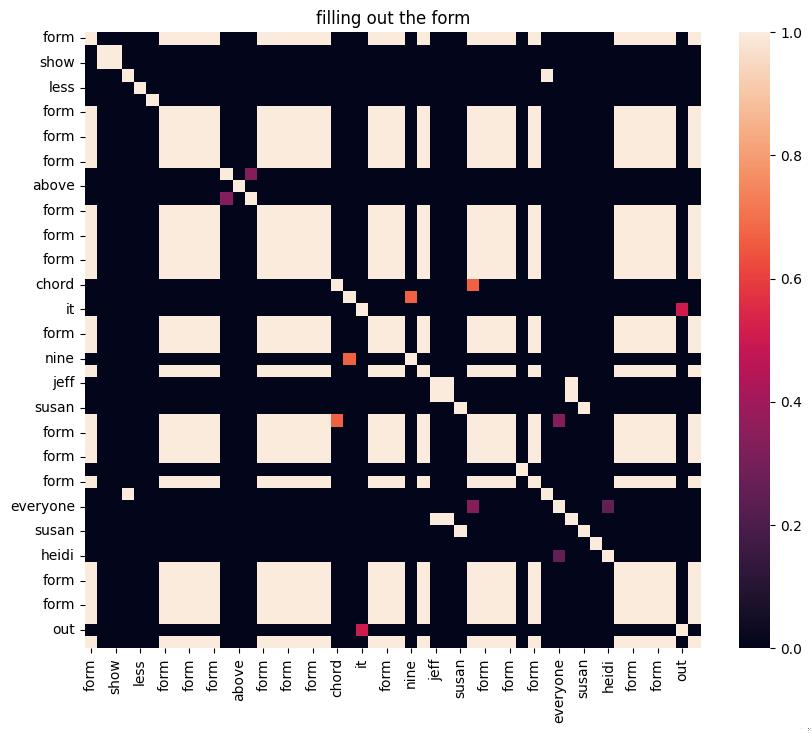 filling out the form
form
show
less
form
form
form
above
form
form
form
chord
it
form
nine
jeff
susan
form
form
form
everyone
susan
heidi
form
form
out
1.0
0.8
0.6
0.4
0.2
0.0
form
show
less
form
form
form
above
form
form
form
chord
it
form
nine
jeff
susan
form
form
form
everyone
susan
heidi
form
form
out